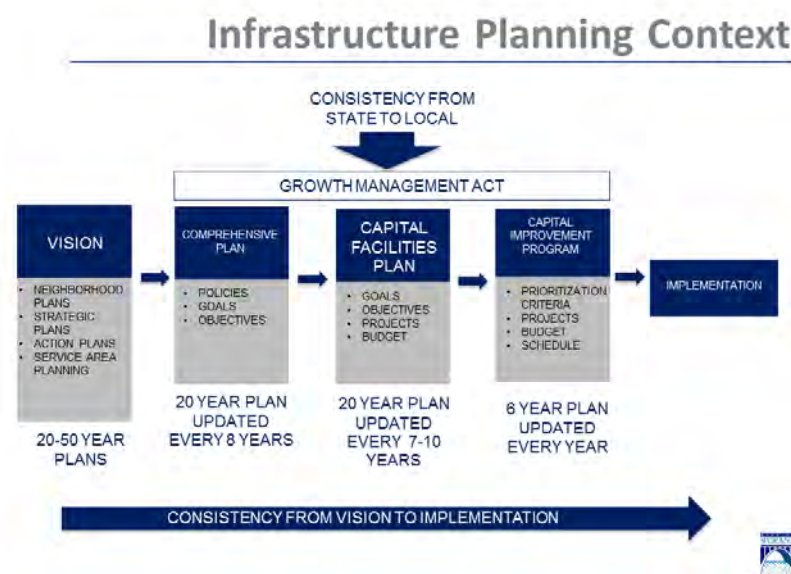 Infrastructure Planning Context
CONSISTENCY FROM
STATE TO LOCAL
GROWTH MANAGEMENT ACT
VISION
• NEIGHBORHOOD
PLANS
• STRATEGIC
PLANS
• ACTION PLANS
• SERVICE AREA
PLANNING
20-50 YEAR
PLANS
COMPREHENSIVE
PLAN
• POLICIES
• GOALS
• OBJECTIVES
20 YEAR PLAN
UPDATED
EVERY 8 YEARS
CAPITAL
FACILITIES
PLAN
• GOALS
• OBJECTIVES
• PROJECTS
• BUDGET
20 YEAR PLAN
UPDATED
EVERY 7-10
YEARS
CAPITAL
IMPROVEMENT
PROGRAM
• PRIORITIZATION
CRITERIA
• PROJECTS
• BUDGET
• SCHEDULE
6 YEAR PLAN
UPDATED
EVERY YEAR
IMPLEMENTATION
CONSISTENCY FROM VISION TO IMPLEMENTATION